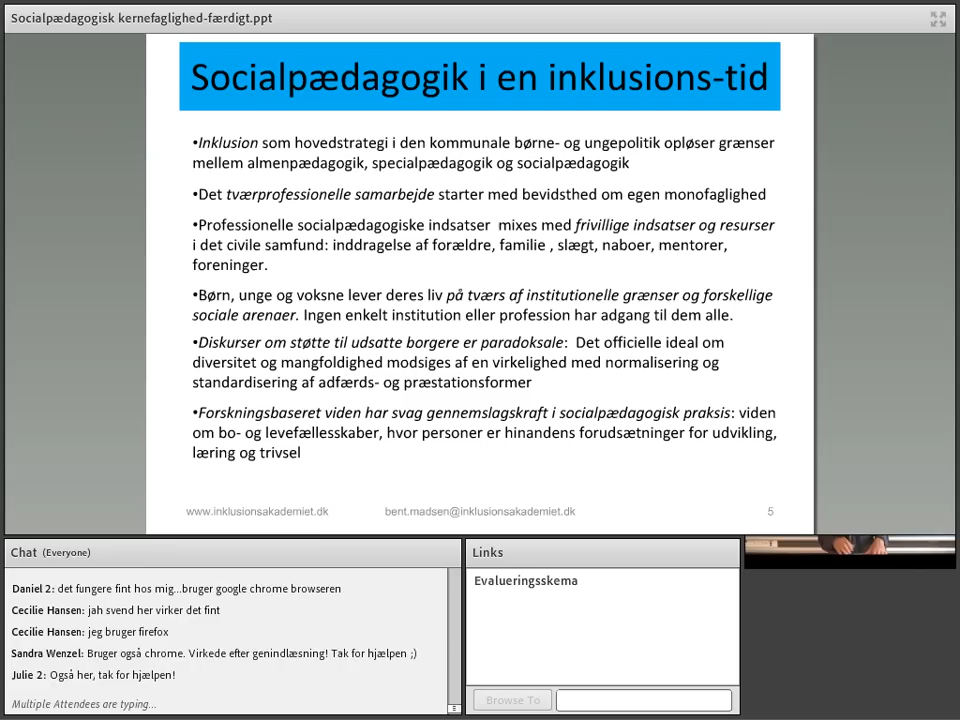 Socialpædagogisk kernefaglighed-færdigt.ppt
Socialpædagogik i en inklusions-tid
•Inklusion som hovedstrategi i den kommunale børne- og ungepolitik opløser grænser
mellem almenpædagogik, specialpædagogik og socialpædagogik
•Det tværprofessionelle samarbejde starter med bevidsthed om egen monofaglighed
•Professionelle socialpædagogiske indsatser mixes med frivillige indsatser og resurser
i det civile samfund: inddragelse af forældre, familie , slægt, naboer, mentorer,
foreninger.
•Børn, unge og voksne lever deres liv på tværs af institutionelle grænser og forskellige
sociale arenaer. Ingen enkelt institution eller profession har adgang til dem alle.
•Diskurser om støtte til udsatte borgere er paradoksale: Det officielle ideal om
diversitet og mangfoldighed modsiges af en virkelighed med normalisering og
standardisering af adfærds- og præstationsformer
•Forskningsbaseret viden har svag gennemslagskraft i socialpædagogisk praksis: viden
om bo- og levefællesskaber, hvor personer er hinandens forudsætninger for udvikling,
læring og trivsel
www.inklusionsakademiet.dk bent.madsen@inklusionsakademiet.dk 5
Chat (Everyone)
Daniel 2: det fungere fint hos mig...bruger google chrome browseren
Cecilie Hansen: jah svend her virker det fint
Cecilie Hansen: jeg bruger firefox
Sandra Wenzel: Bruger også chrome. Virkede efter genindlæsning! Tak for hjælpen ;)
Julie 2: Også her, tak for hjælpen!
Multiple Attendees are typing...
Links
Evalueringsskema
Browse To